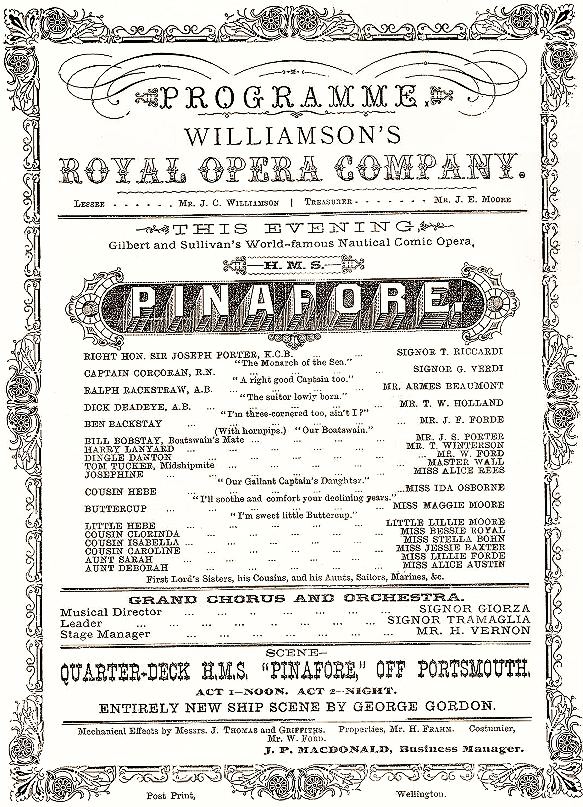 PROGRAMME.
WILLIAMSON'S
ROYAL OPERA COMPANY.
LESSEE . . . . . . MR. J. C. WILLIAMSON | TREASURER . . . . . . . MR. J. E. MOORE
THIS EVENING,
Gilbert and Sullivan's World-famous Nautical Comic Opera,
H.M.S.
PINAFORE.
RIGHT HON. SIR JOSEPH PORTER, K.C.B. ... ... SIGNOR T. RICCARDI
"The Monarch of the Sea."
CAPTAIN CORCORAN, R.N. ... ... ... ... SIGNOR G. VERDI
"A right good Captain too."
RALPH RACKSTRAW, A.B. ... ... ... ... MR. ARMES BEAUMONT
"The suitor lowly born."
DICK DEADEYE, A.B. ... ... ... ... MR. T. W. HOLLAND
"I'm three-cornered too, ain't I?"
BEN BACKSTAY ... ... ... ... MR. J. F. FORDE
(With hornpipe.) "Our Boatswain."
BILL BOBSTAY, Boatswain's Mate ... ... ... ... MR. J. S. PORTER
HARRY LANYARD ... ... ... ... MR. T. WINTERSON
DINGLE DANTON ... ... ... ... MR. W. FORD
TOM TUCKER, Midshipmite ... ... ... ... MASTER WALL
JOSEPHINE ... ... ... ... MISS ALICE REES
"Our Gallant Captain's Daughter."
COUSIN HEBE ... ... ... ... MISS IDA OSBORNE
"I'll soothe and comfort your declining years."
BUTTERCUP ... ... ... ... MISS MAGGIE MOORE
"I'm sweet little Buttercup."
LITTLE HEBE ... ... ... ... LITTLE LILLIE MOORE
COUSIN CLORINDA ... ... ... ... MISS BESSIE ROYAL
COUSIN ISABELLA ... ... ... ... MISS STELLA BOHN
COUSIN CAROLINE ... ... ... ... MISS JESSIE BAXTER
AUNT SARAH ... ... ... ... MISS LILLIE FORDE
AUNT DEBORAH ... ... ... ... MISS ALICE AUSTIN
First Lord's Sisters, his Cousins, and his Aunts, Sailors, Marines, &c.
GRAND CHORUS AND ORCHESTRA.
Musical Director ... ... ... ... SIGNOR GIORZA
Leader ... ... ... ... SIGNOR TRAMAGLIA
Stage Manager ... ... ... ... MR. H. VERNON
SCENE—
QUARTER-DECK H.M.S. "PINAFORE," OFF PORTSMOUTH.
ACT 1—NOON. ACT 2—NIGHT.
ENTIRELY NEW SHIP SCENE BY GEORGE GORDON.
Mechanical Effects by Messrs. J. THOMAS and GRIFFITHS. Properties, Mr. H. FRAHM. Costumier,
Mr. W. FORD.
J. P. MACDONALD, Business Manager.
Post Print, Wellington.